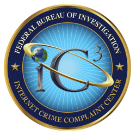 FEDERAL BUREAU OF INVESTIGATION
iC3
INTERNET CRIME COMPLAINT CENTER